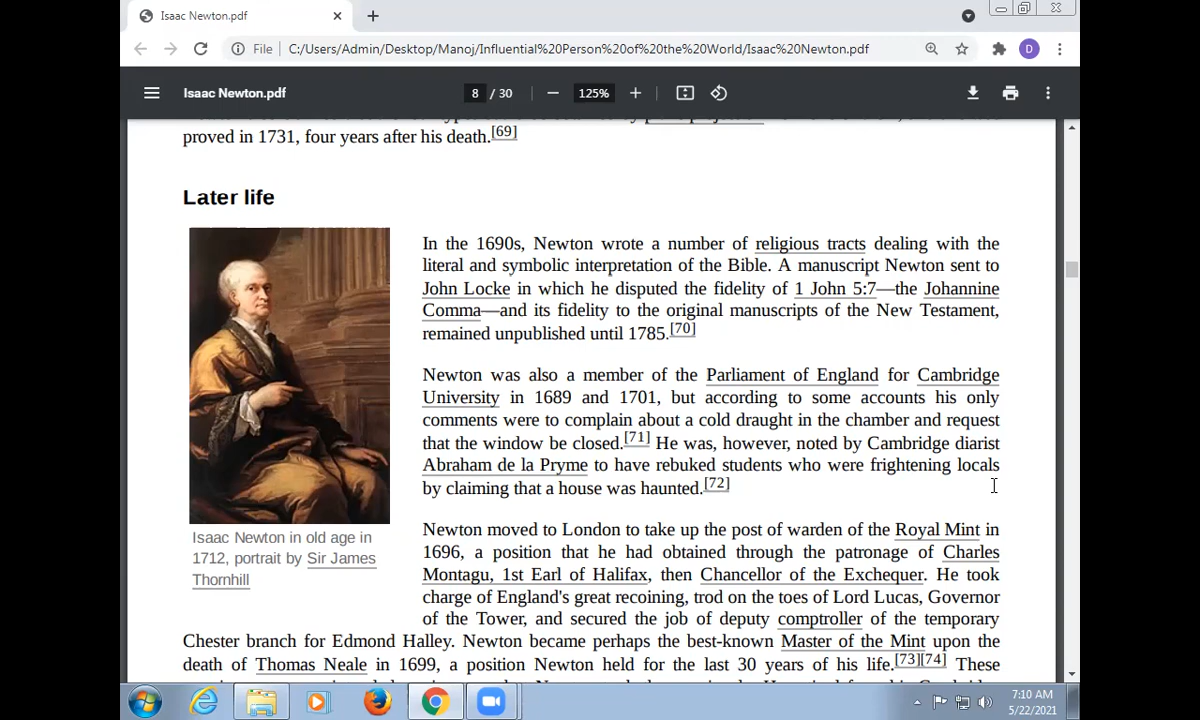 Isaac Newton.pdf
File C:/Users/Admin/Desktop/Manoj/Influential%20Person%20of%20the%20World/Isaac%20Newton.pdf
D
Isaac Newton.pdf
8 / 30
125%
proved in 1731, four years after his death.[69]
Later life
In the 1690s, Newton wrote a number of religious tracts dealing with the
literal and symbolic interpretation of the Bible. A manuscript Newton sent to
John Locke in which he disputed the fidelity of 1 John 5:7—the Johannine
Comma—and its fidelity to the original manuscripts of the New Testament,
remained unpublished until 1785.[70]
Newton was also a member of the Parliament of England for Cambridge
University in 1689 and 1701, but according to some accounts his only
comments were to complain about a cold draught in the chamber and request
that the window be closed.[71] He was, however, noted by Cambridge diarist
Abraham de la Pryme to have rebuked students who were frightening locals
by claiming that a house was haunted.[72]
Isaac Newton in old age in
1712, portrait by Sir James
Thornhill
Newton moved to London to take up the post of warden of the Royal Mint in
1696, a position that he had obtained through the patronage of Charles
Montagu, 1st Earl of Halifax, then Chancellor of the Exchequer. He took
charge of England's great recoining, trod on the toes of Lord Lucas, Governor
of the Tower, and secured the job of deputy comptroller of the temporary
Chester branch for Edmond Halley. Newton became perhaps the best-known Master of the Mint upon the
death of Thomas Neale in 1699, a position Newton held for the last 30 years of his life.[73][74] These
7:10 AM
5/22/2021